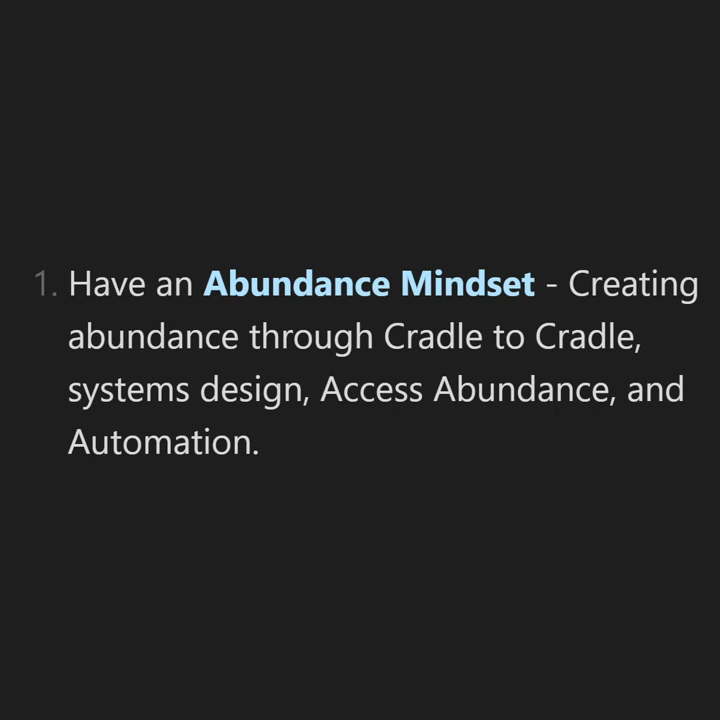 1. Have an Abundance Mindset - Creating
abundance through Cradle to Cradle,
systems design, Access Abundance, and
Automation.